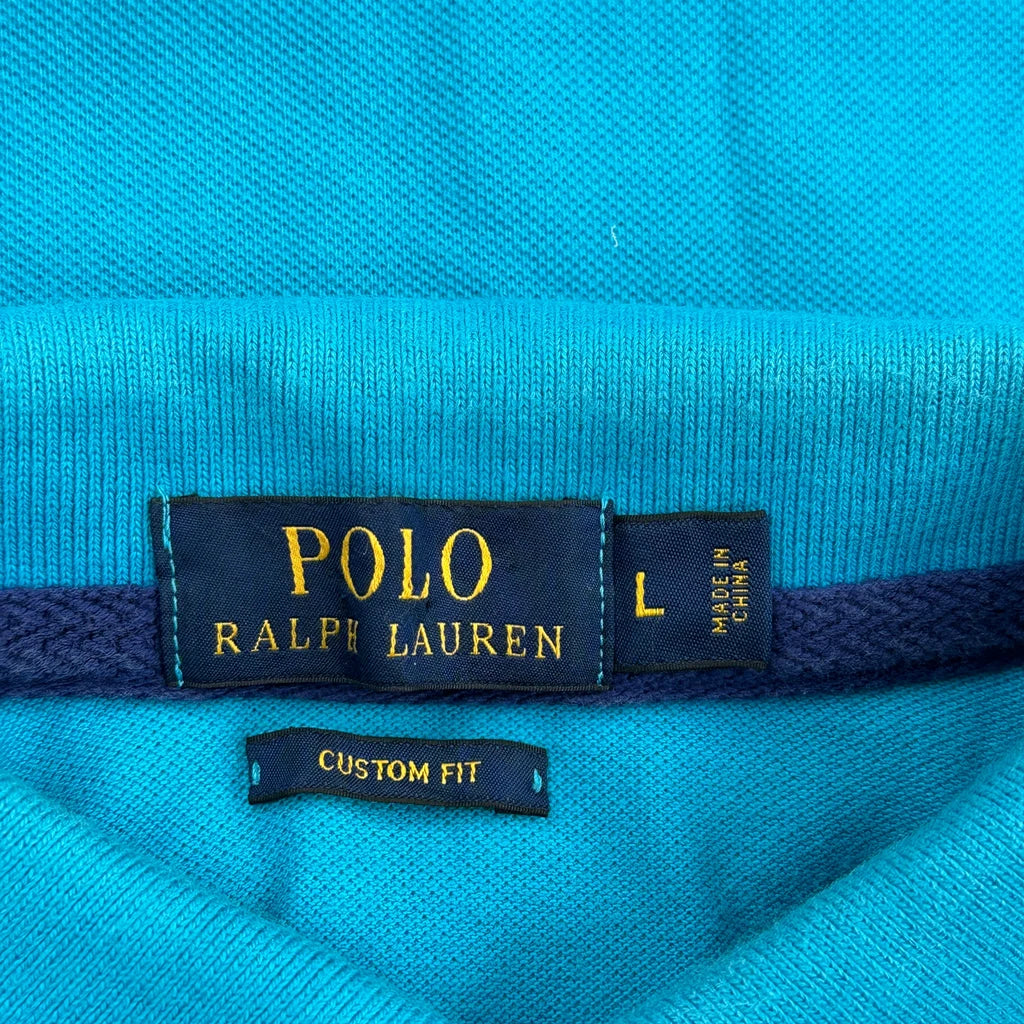 POLO
RALPH LAUREN
L
MADE IN
CHINA
CUSTOM FIT